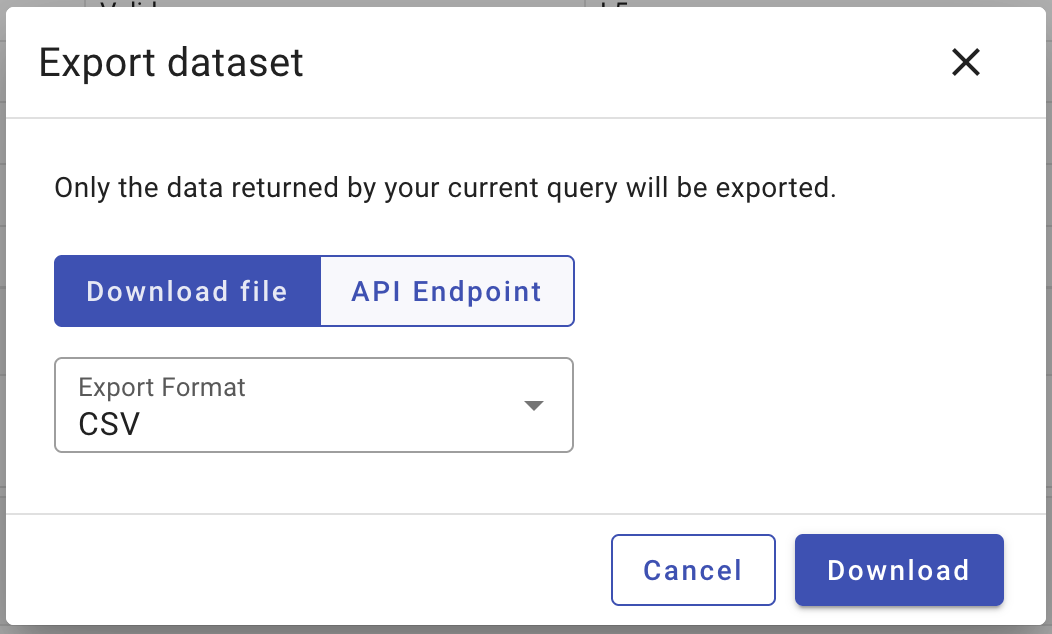 Export dataset
Only the data returned by your current query will be exported.
Download file
API Endpoint
Export Format
CSV
Cancel
Download